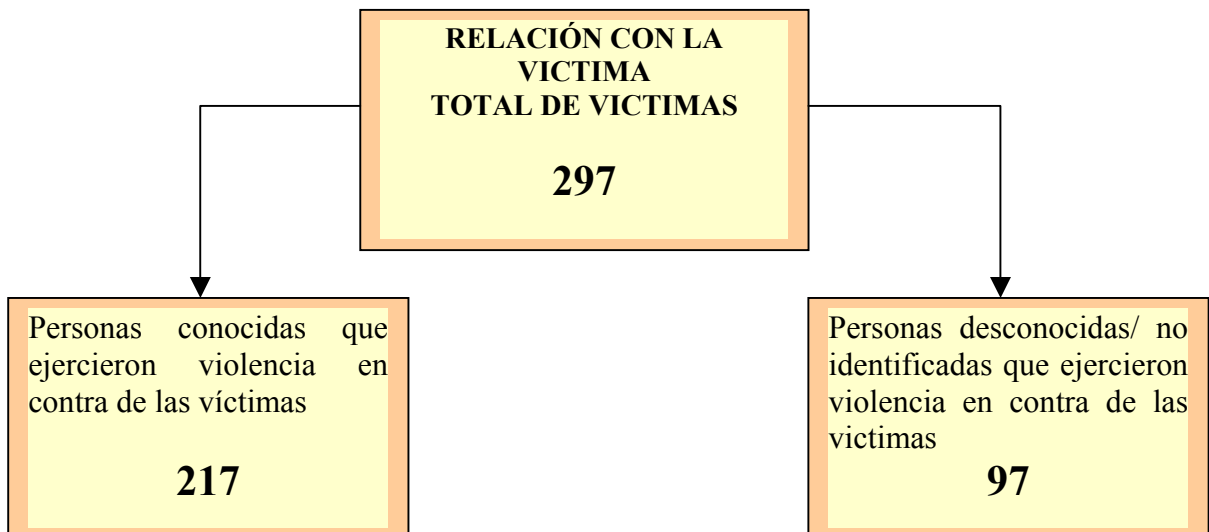 RELACIÓN CON LA
VICTIMA
TOTAL DE VICTIMAS
297
Personas conocidas que
ejercieron violencia en
contra de las víctimas
217
Personas desconocidas/ no
identificadas que ejercieron
violencia en contra de las
victimas
97